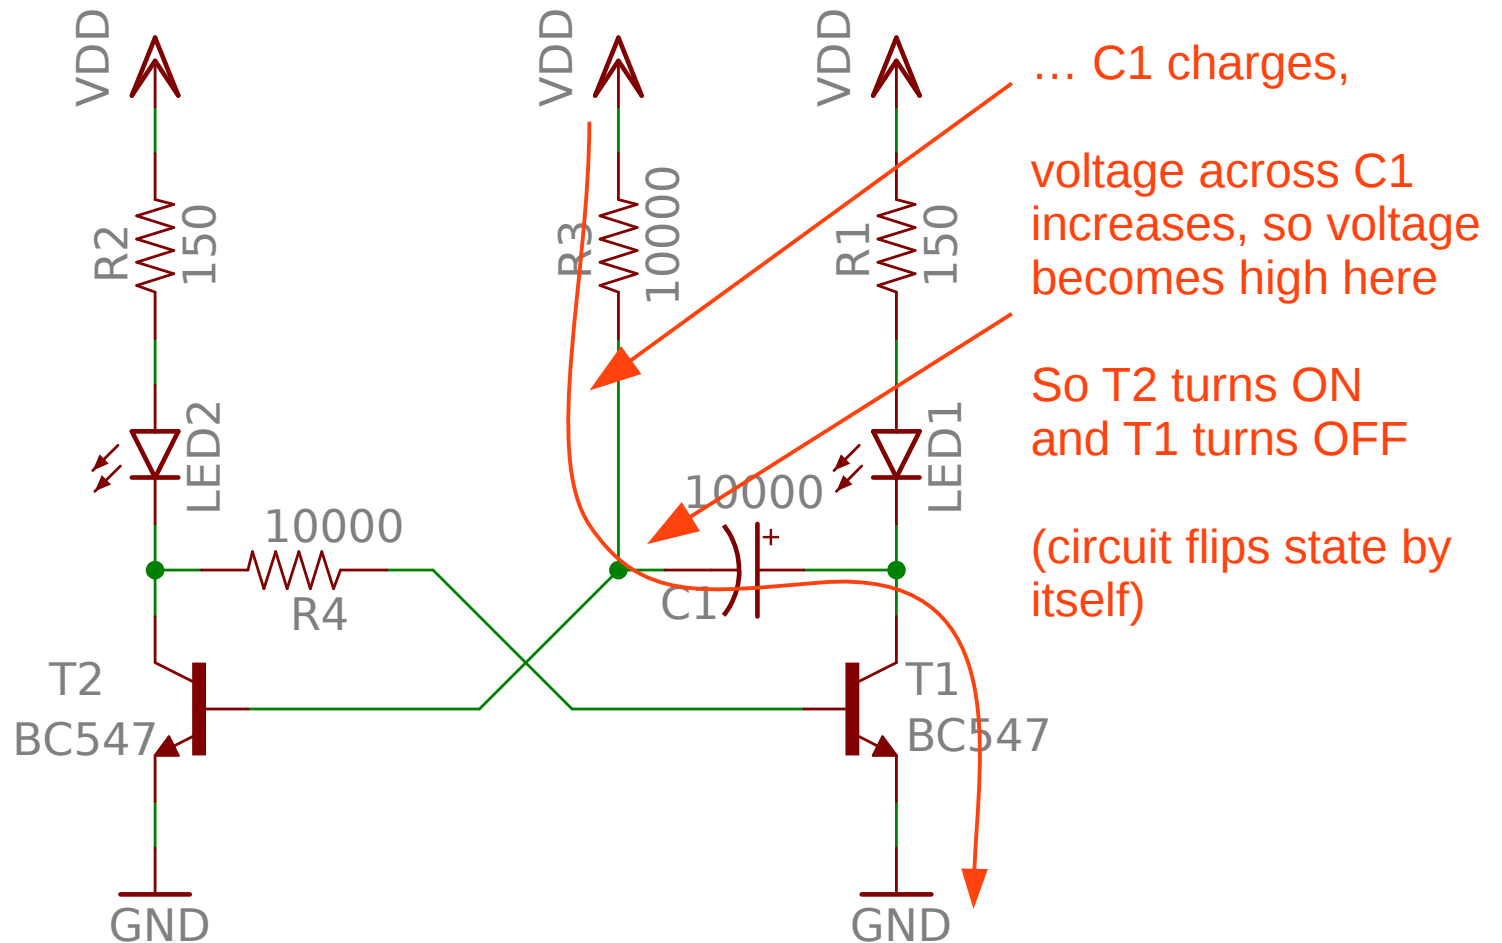 VDD
VDD
VDD
… C1 charges,
voltage across C1
increases, so voltage
becomes high here
R2
150
R3
10000
R1
150
So T2 turns ON
and T1 turns OFF
LED2
LED1
10000
10000
+
(circuit flips state by
itself)
R4
C1
T2
BC547
T1
BC547
GND
GND